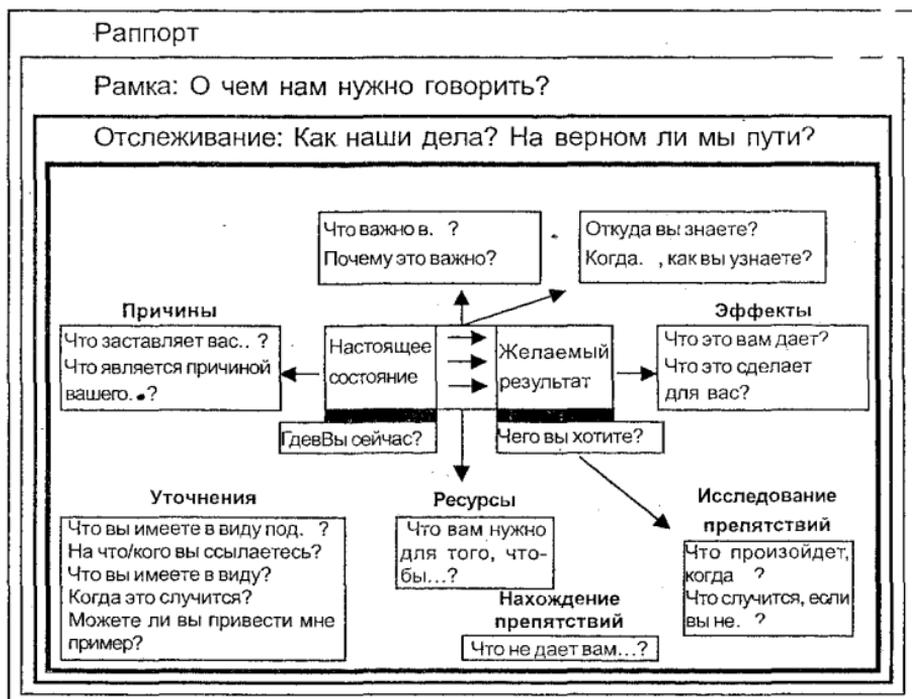 Раппорт
Рамка: О чем нам нужно говорить?
Отслеживание: Как наши дела? На верном ли мы пути?
Что важно в. ?
Почему это важно?
Откуда вы знаете?
Когда. , как вы узнаете?
Причины
Что заставляет вас.. ?
Что является причиной
вашего. ?
Настоящее
состояние
Желаемый
результат
Эффекты
Что это вам дает?
Что это сделает
для вас?
ГдевВы сейчас?
Чего вы хотите?
Уточнения
Что вы имеете в виду под. ?
На что/кого вы ссылаетесь?
Что вы имеете в виду?
Когда это случится?
Можете ли вы привести мне
пример?
Ресурсы
Что вам нужно
для того, что-
бы...?
Нахождение
препятствий
Что не дает вам...?
Исследование
препятствий
Что произойдет,
когда ?
Что случится, если
вы не. ?